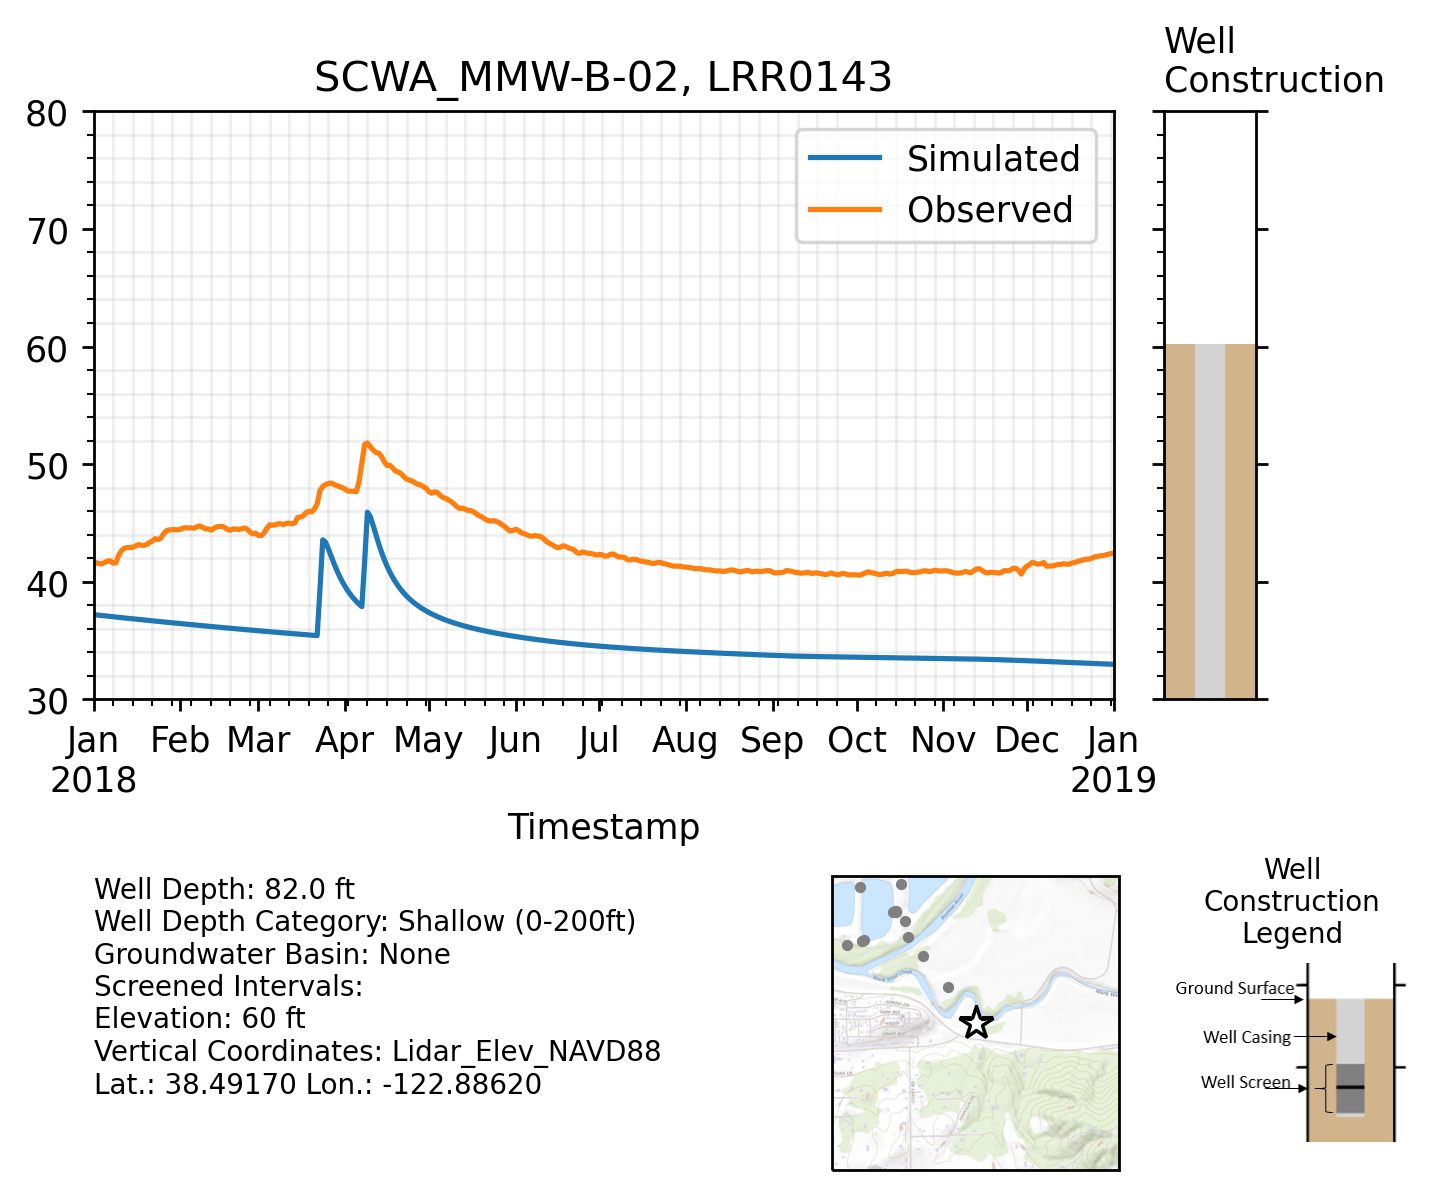 SCWA_MMW-B-02, LRR0143
Well
Construction
80
70
60
50
40
30
Simulated
Observed
Jan
2018
Feb
Mar
Apr
May
Jun
Jul
Aug
Sep
Oct
Nov
Dec
Jan
2019
Timestamp
Well Depth: 82.0 ft
Well Depth Category: Shallow (0-200ft)
Groundwater Basin: None
Screened Intervals:
Elevation: 60 ft
Vertical Coordinates: Lidar_Elev_NAVD88
Lat.: 38.49170 Lon.: -122.88620
Well
Construction
Legend
Ground Surface
Well Casing
Well Screen